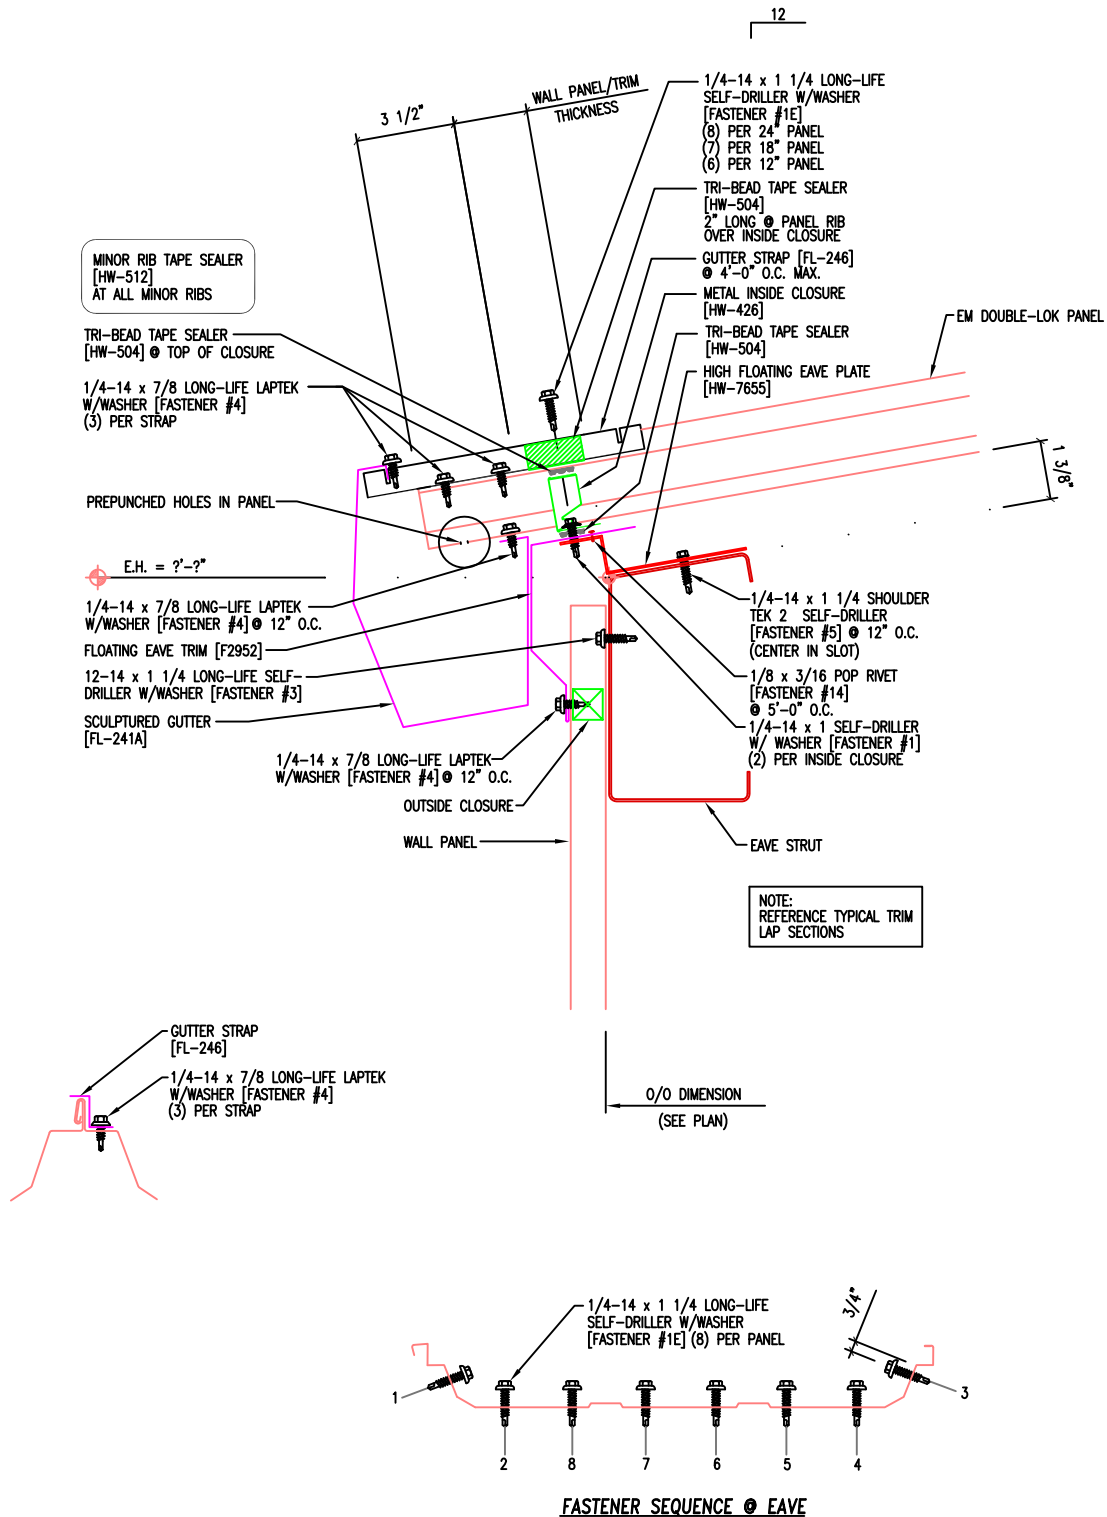 12
1/4-14 x 1 1/4 LONG-LIFE
SELF-DRILLER W/WASHER
[FASTENER #1E]
(8) PER 24" PANEL
(7) PER 18" PANEL
(6) PER 12" PANEL
WALL PANEL/TRIM
THICKNESS
3 1/2"
TRI-BEAD TAPE SEALER
[HW-504]
2" LONG @ PANEL RIB
OVER INSIDE CLOSURE
GUTTER STRAP [FL-246]
@ 4'-0" O.C. MAX.
METAL INSIDE CLOSURE
[HW-426]
TRI-BEAD TAPE SEALER
[HW-504]
HIGH FLOATING EAVE PLATE
[HW-7655]
EM DOUBLE-LOK PANEL
1 3/8"
MINOR RIB TAPE SEALER
[HW-512]
AT ALL MINOR RIBS
TRI-BEAD TAPE SEALER
[HW-504] @ TOP OF CLOSURE
1/4-14 x 7/8 LONG-LIFE LAPTEK
W/WASHER [FASTENER #4]
(3) PER STRAP
PREPUNCHED HOLES IN PANEL
E.H. = ?'-?"
1/4-14 x 7/8 LONG-LIFE LAPTEK
W/WASHER [FASTENER #4] @ 12" O.C.
FLOATING EAVE TRIM [F2952]
12-14 x 1 1/4 LONG-LIFE SELF-
DRILLER W/WASHER [FASTENER #3]
SCULPTURED GUTTER
[FL-241A]
1/4-14 x 7/8 LONG-LIFE LAPTEK
W/WASHER [FASTENER #4] @ 12" O.C.
OUTSIDE CLOSURE
WALL PANEL
1/4-14 x 1 1/4 SHOULDER
TEK 2 SELF-DRILLER
[FASTENER #5] @ 12" O.C.
(CENTER IN SLOT)
1/8 x 3/16 POP RIVET
[FASTENER #14]
@ 5'-0" O.C.
1/4-14 x 1 SELF-DRILLER
W/ WASHER [FASTENER #1]
(2) PER INSIDE CLOSURE
EAVE STRUT
NOTE:
REFERENCE TYPICAL TRIM
LAP SECTIONS
GUTTER STRAP
[FL-246]
1/4-14 x 7/8 LONG-LIFE LAPTEK
W/WASHER [FASTENER #4]
(3) PER STRAP
O/O DIMENSION
(SEE PLAN)
1/4-14 x 1 1/4 LONG-LIFE
SELF-DRILLER W/WASHER
[FASTENER #1E] (8) PER PANEL
3/4"
1
3
2
8
7
6
5
4
FASTENER SEQUENCE @ EAVE